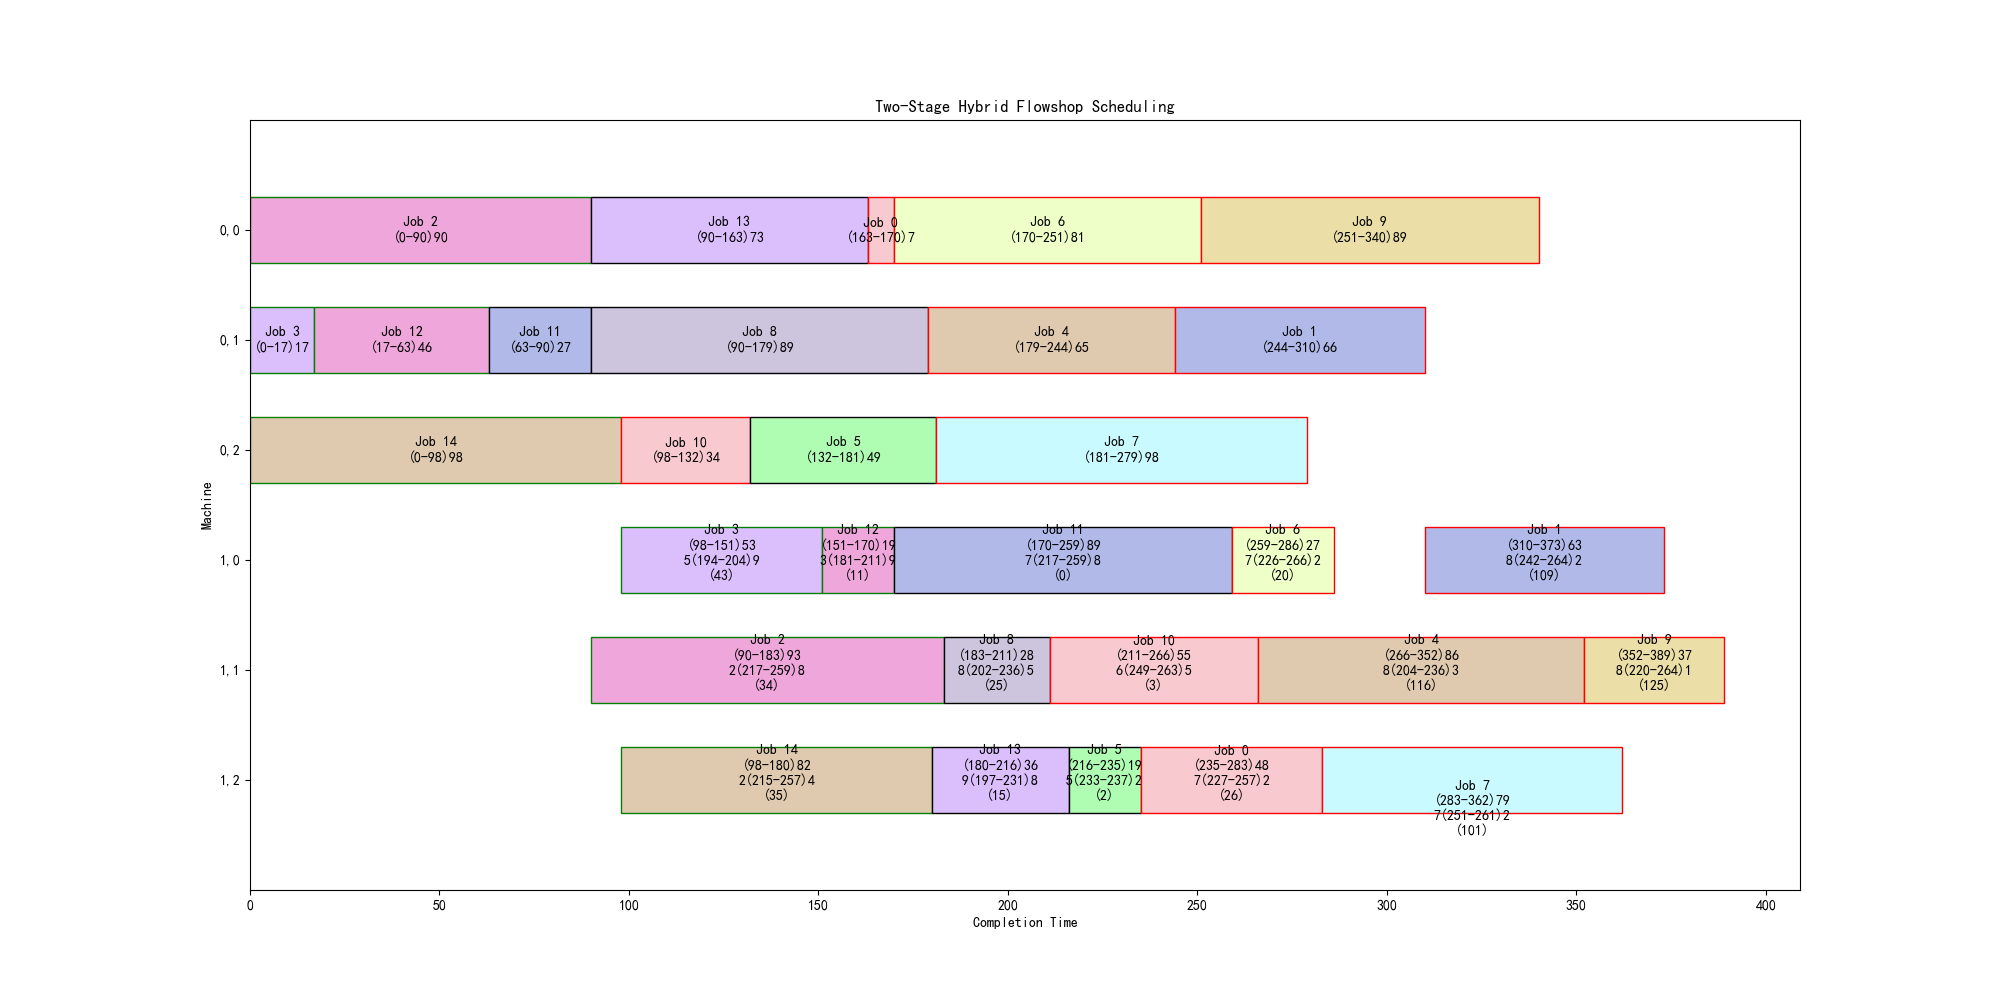 Two-Stage Hybrid Flowshop Scheduling
0,0
Job 2
(0-90)90
Job 13
(90-163)73
Job 0
(163-170)7
Job 6
(170-251)81
Job 9
(251-340)89
0,1
Job 3
(0-17)17
Job 12
(17-63)46
Job 11
(63-90)27
Job 8
(90-179)89
Job 4
(179-244)65
Job 1
(244-310)66
0,2
Job 14
(0-98)98
Job 10
(98-132)34
Job 5
(132-181)49
Job 7
(181-279)98
Machine
1,0
Job 3
(98-151)53
5(194-204)9
(43)
Job 12
(151-170)19
3(181-211)9
(11)
Job 11
(170-259)89
7(217-259)8
(0)
Job 6
(259-286)27
7(226-266)2
(20)
Job 1
(310-373)63
8(242-264)2
(109)
1,1
Job 2
(90-183)93
2(217-259)8
(34)
Job 8
(183-211)28
8(202-236)5
(25)
Job 10
(211-266)55
6(249-263)5
(3)
Job 4
(266-352)86
8(204-236)3
(116)
Job 9
(352-389)37
8(220-264)1
(125)
1,2
Job 14
(98-180)82
2(215-257)4
(35)
Job 13
(180-216)36
9(197-231)8
(15)
Job 5
(216-235)19
5(233-237)2
(2)
Job 0
(235-283)48
7(227-257)2
(26)
Job 7
(283-362)79
7(251-261)2
(101)
0 50 100 150 200 250 300 350 400
Completion Time